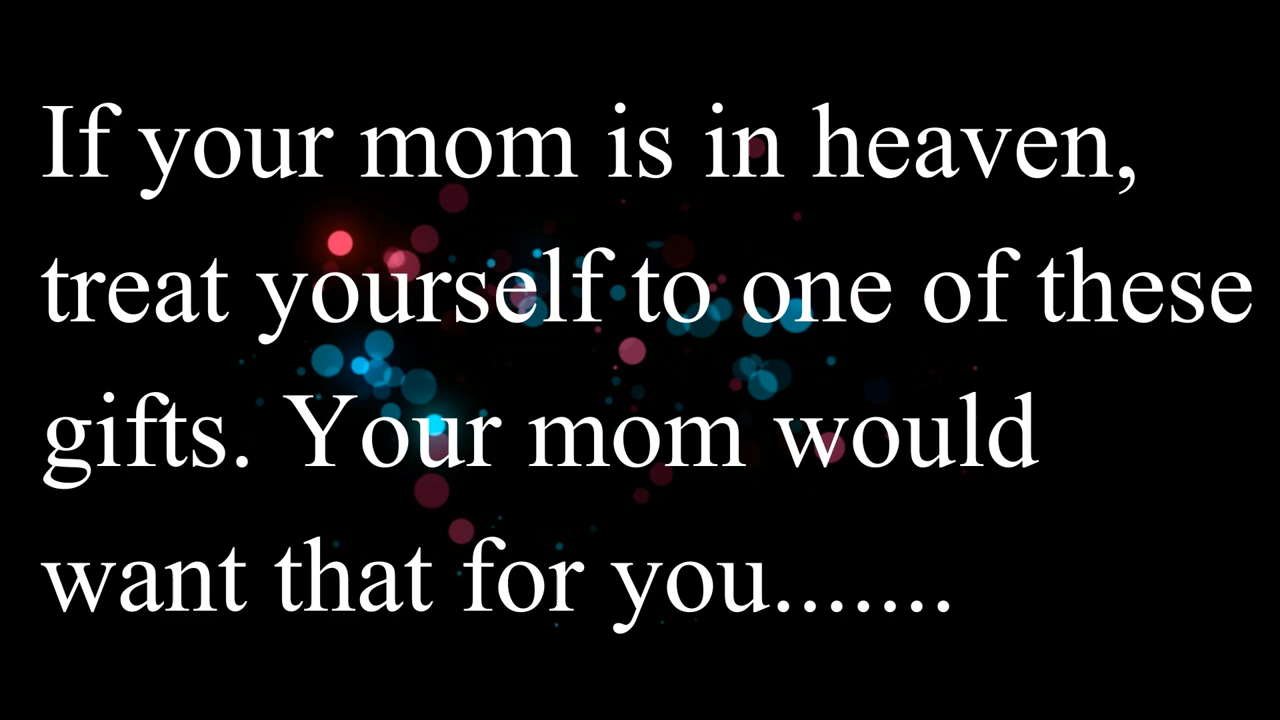 If your mom is in heaven,
treat yourself to one of these
gifts. Your mom would
want that for you.......